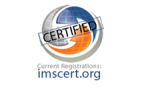 CERTIFIED
Current Registrations:
imscert.org